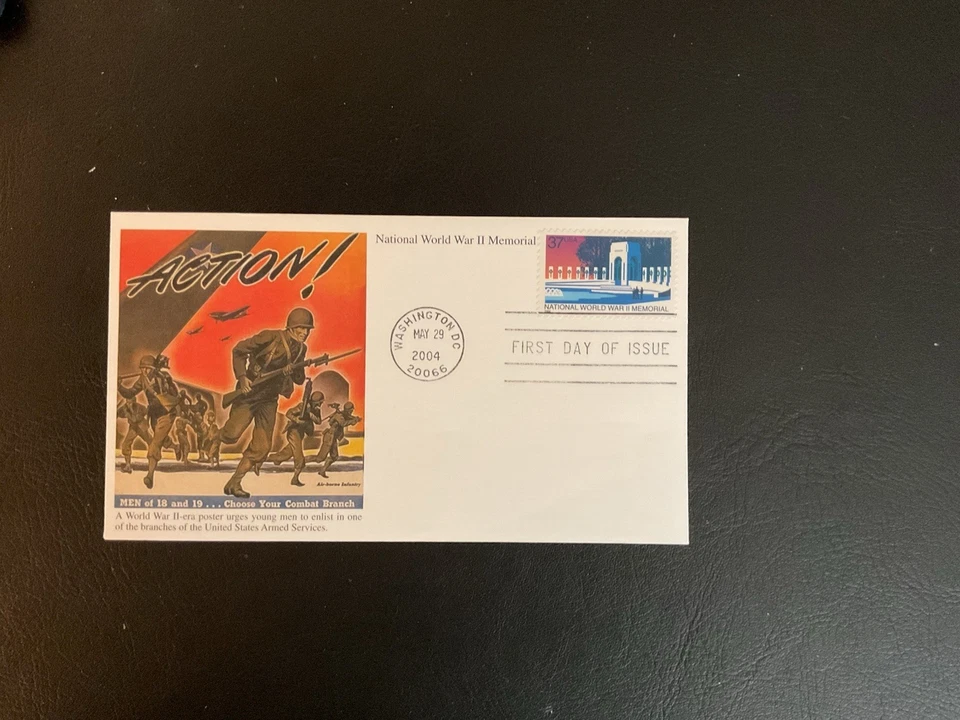 ACTION!
Air-borne Infantry
MEN of 18 and 19 . . . Choose Your Combat Branch
A World War II-era poster urges young men to enlist in one
of the branches of the United States Armed Services.
National World War II Memorial
37 USA
NATIONAL WORLD WAR II MEMORIAL
WASHINGTON DC
MAY 29
2004
20066
FIRST DAY OF ISSUE